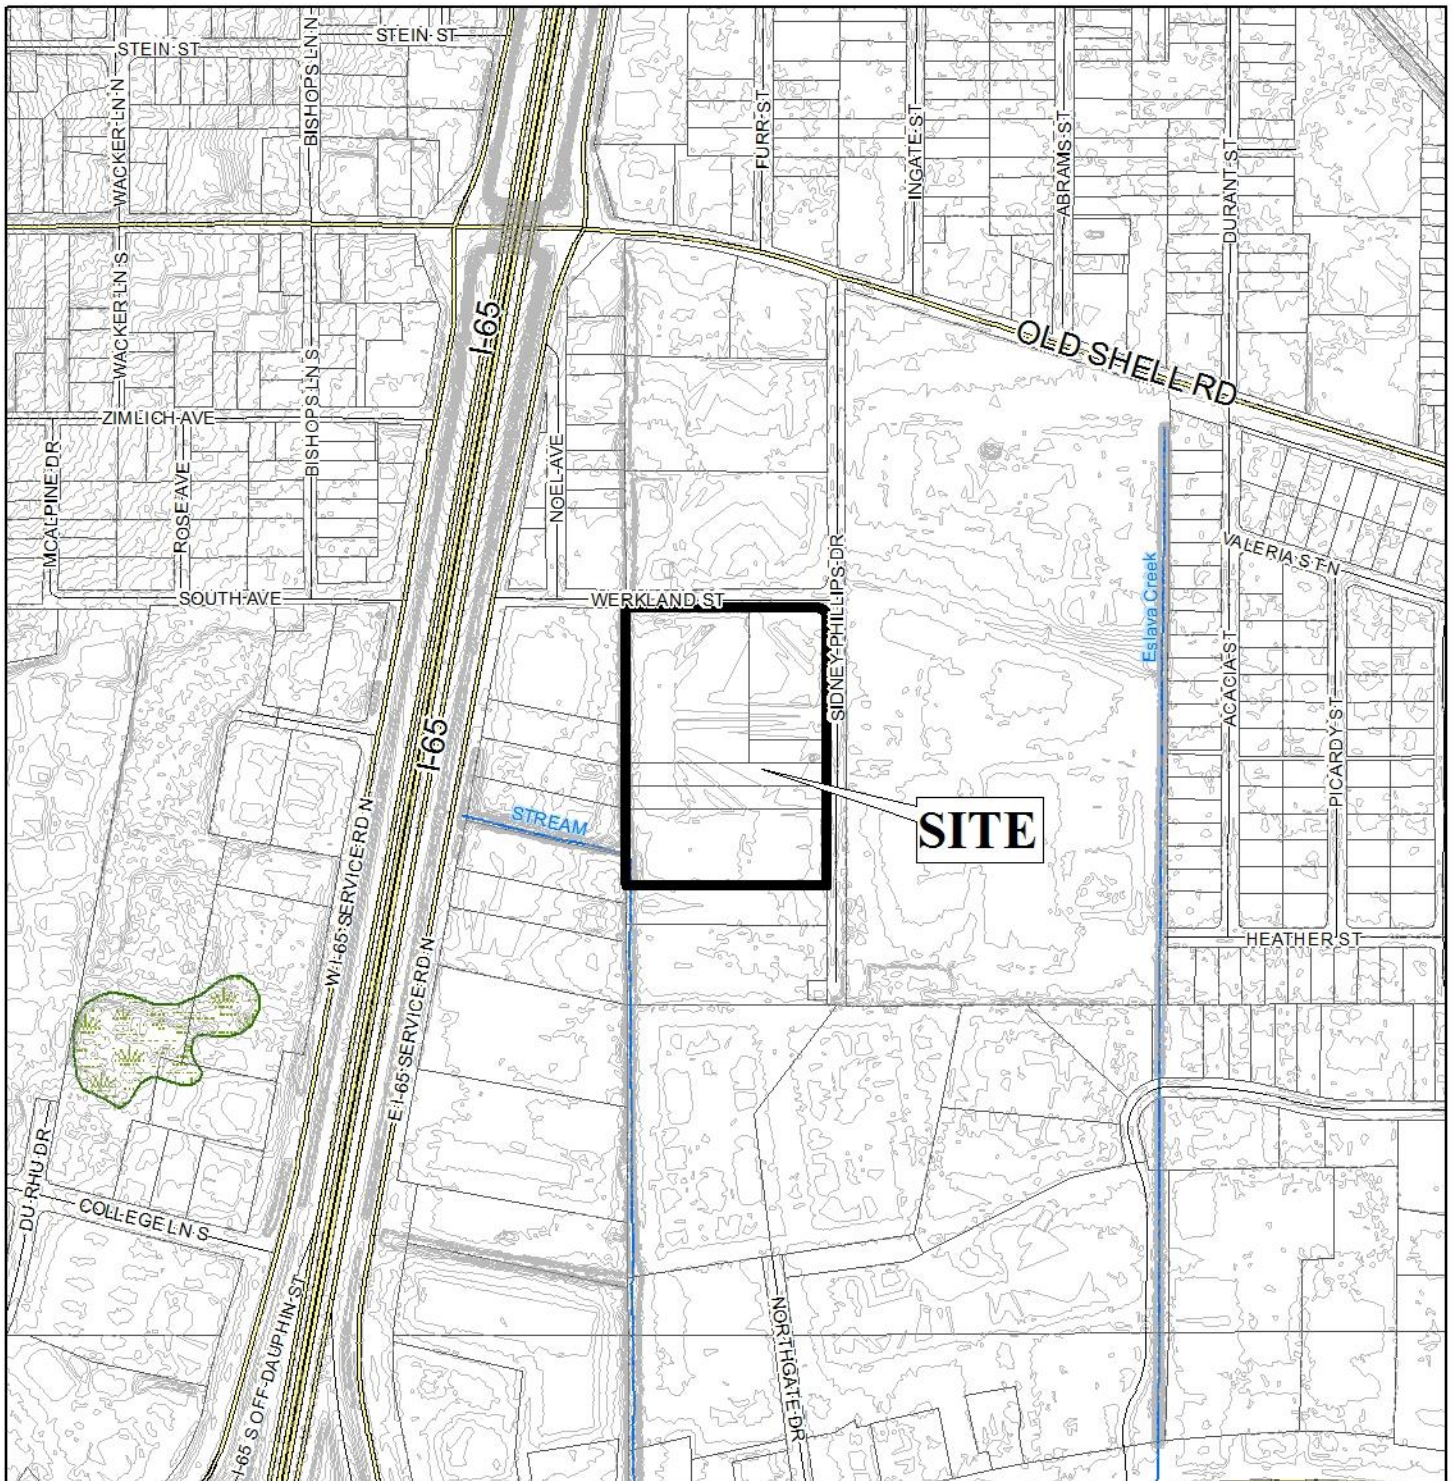 STEIN ST
STEIN ST
WACKER LN N
BISHOPS LN N
FURR ST
INGATE ST
ABRAMS ST
DURANT ST
WACKER LN S
I-65
OLD SHELL RD
BISHOPS LN S
ZIMLICH AVE
MCALPINE DR
ROSE AVE
NOEL AVE
VALERIA ST N
SOUTH AVE
WERKLAND ST
SIDNEY PHILLIPS DR
Eslava Creek
ACACIA ST
PICARDY ST
I-65
STREAM
SITE
W I-65 SERVICE RD N
E I-65 SERVICE RD N
HEATHER ST
DU RHU DR
COLLEGE LN S
I-65 S OFF DAUPHIN ST
NORTHGATE DR